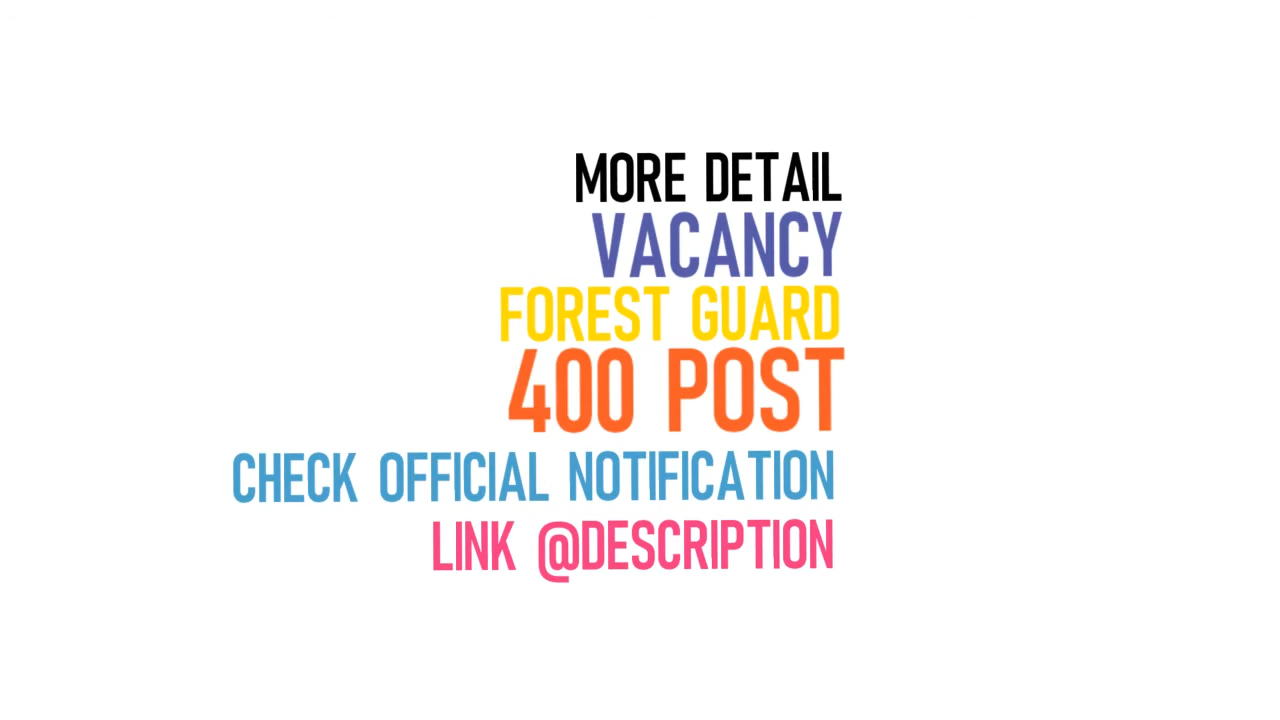 MORE DETAIL
VACANCY
FOREST GUARD
400 POST
CHECK OFFICIAL NOTIFICATION
LINK @DESCRIPTION